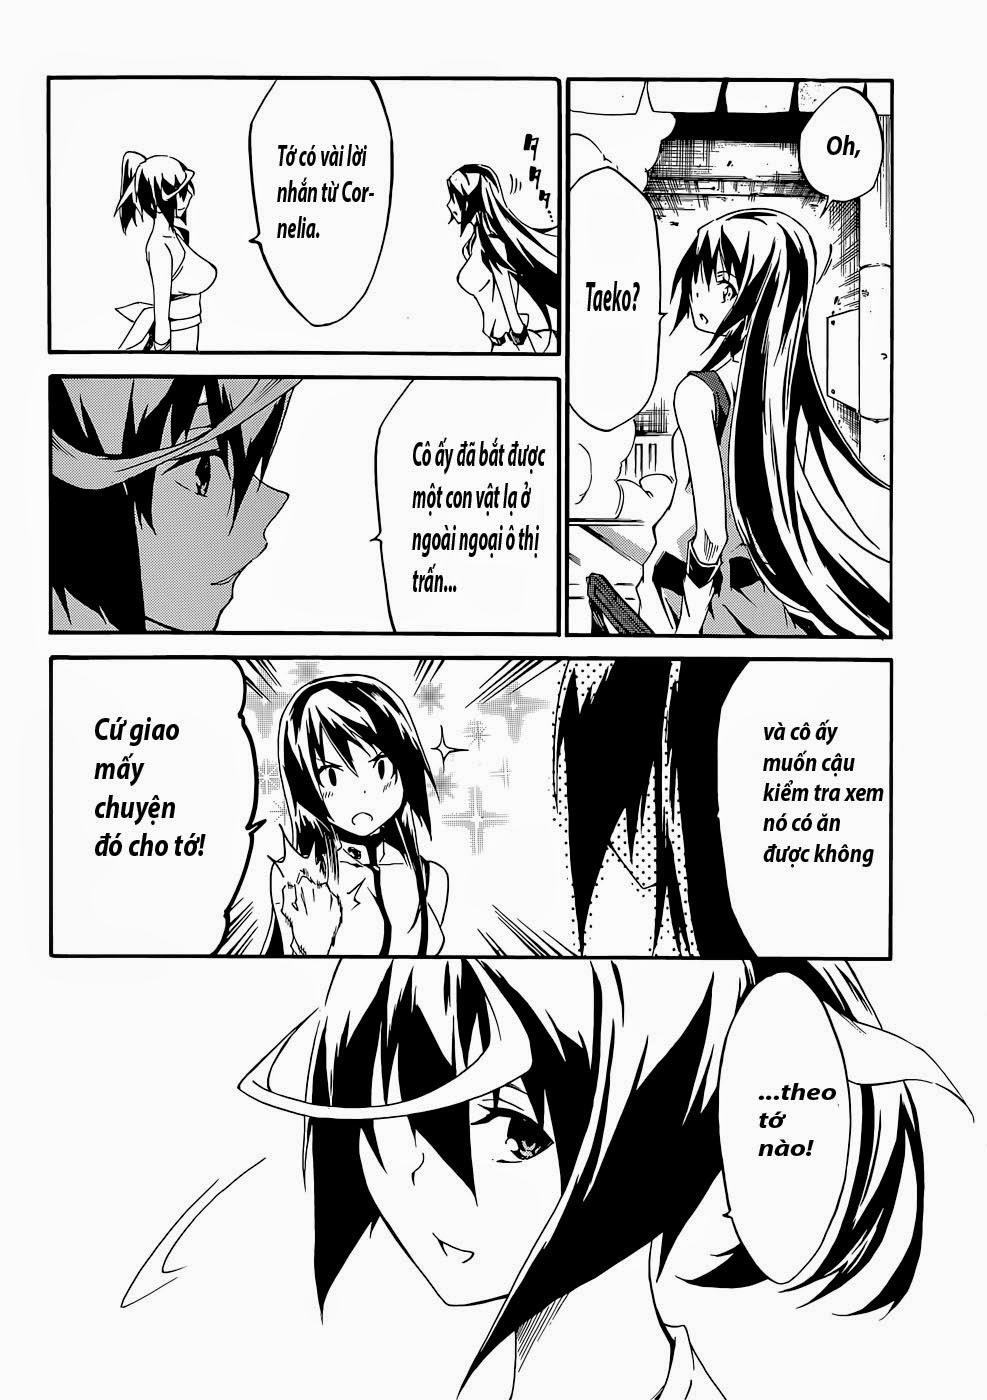 Oh,
Taeko?
Tớ có vài lời
nhắn từ Cor-
nelia.
Cô ấy đã bắt được
một con vật lạ ở
ngoài ngoại ô thị
trấn...
và cô ấy
muốn cậu
kiểm tra xem
nó có ăn
được không
Cứ giao
mấy
chuyện
đó cho tớ!
...theo
tớ
nào!